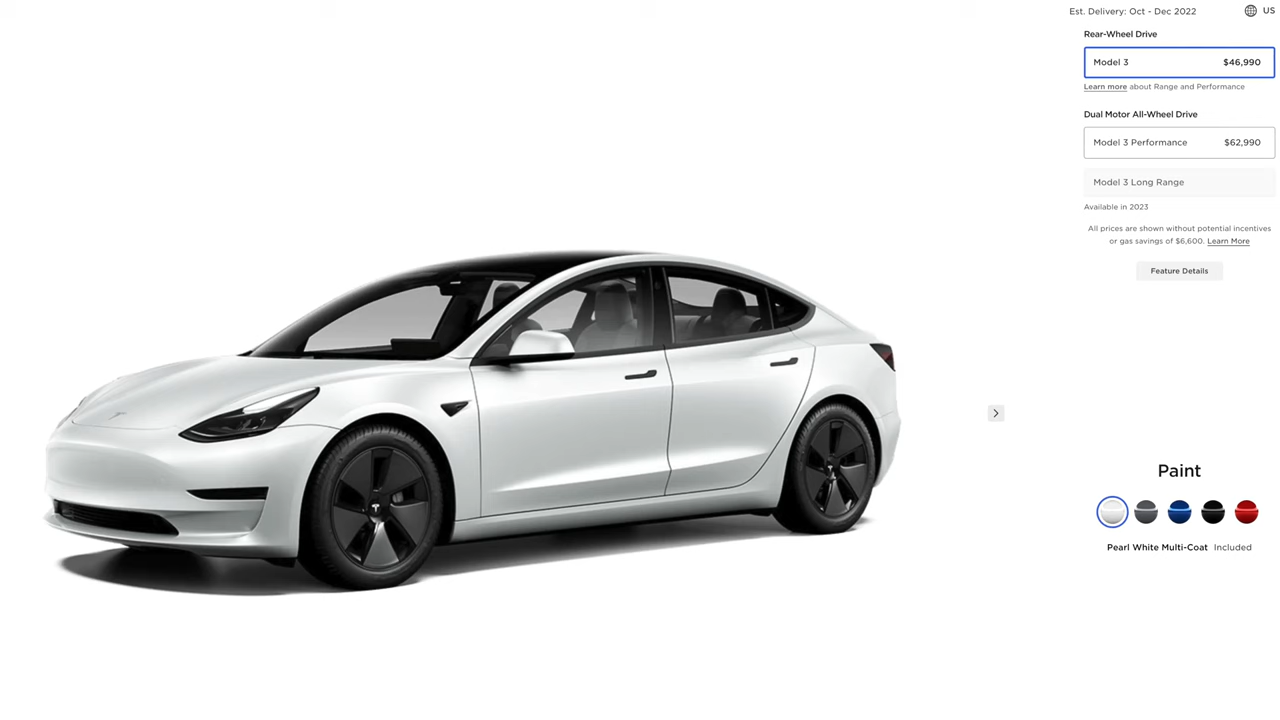 Est. Delivery: Oct - Dec 2022
US
Rear-Wheel Drive
Model 3 $46,990
Learn more about Range and Performance
Dual Motor All-Wheel Drive
Model 3 Performance $62,990
Model 3 Long Range
Available in 2023
All prices are shown without potential incentives
or gas savings of $6,600. Learn More
Feature Details
Paint
Pearl White Multi-Coat Included